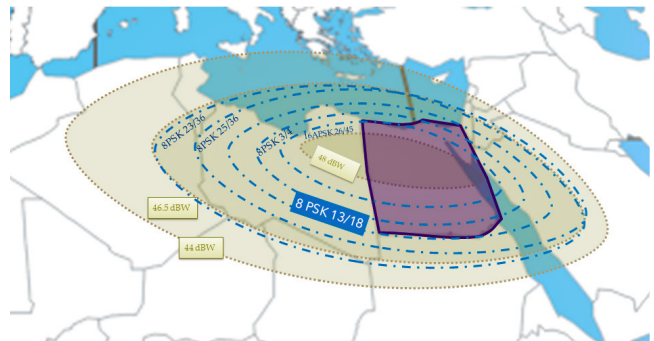 8PSK 23/36
8PSK 25/36
8PSK 3/4
16APSK 26/45
48 dBW
8 PSK 13/18
46.5 dBW
44 dBW